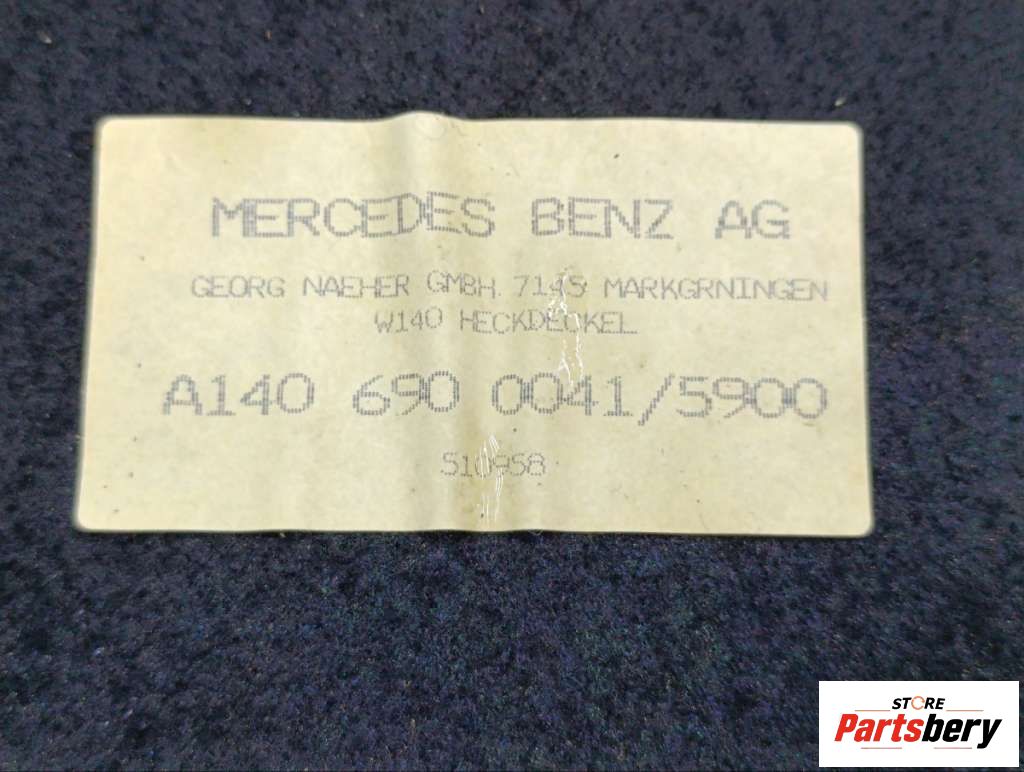 MERCEDES BENZ AG
GEORG NAEHER GMBH. 7145 MARKGRNINGEN
W140 HECKDECKEL
A140 690 0041/5900
510958
STORE
Partsbery